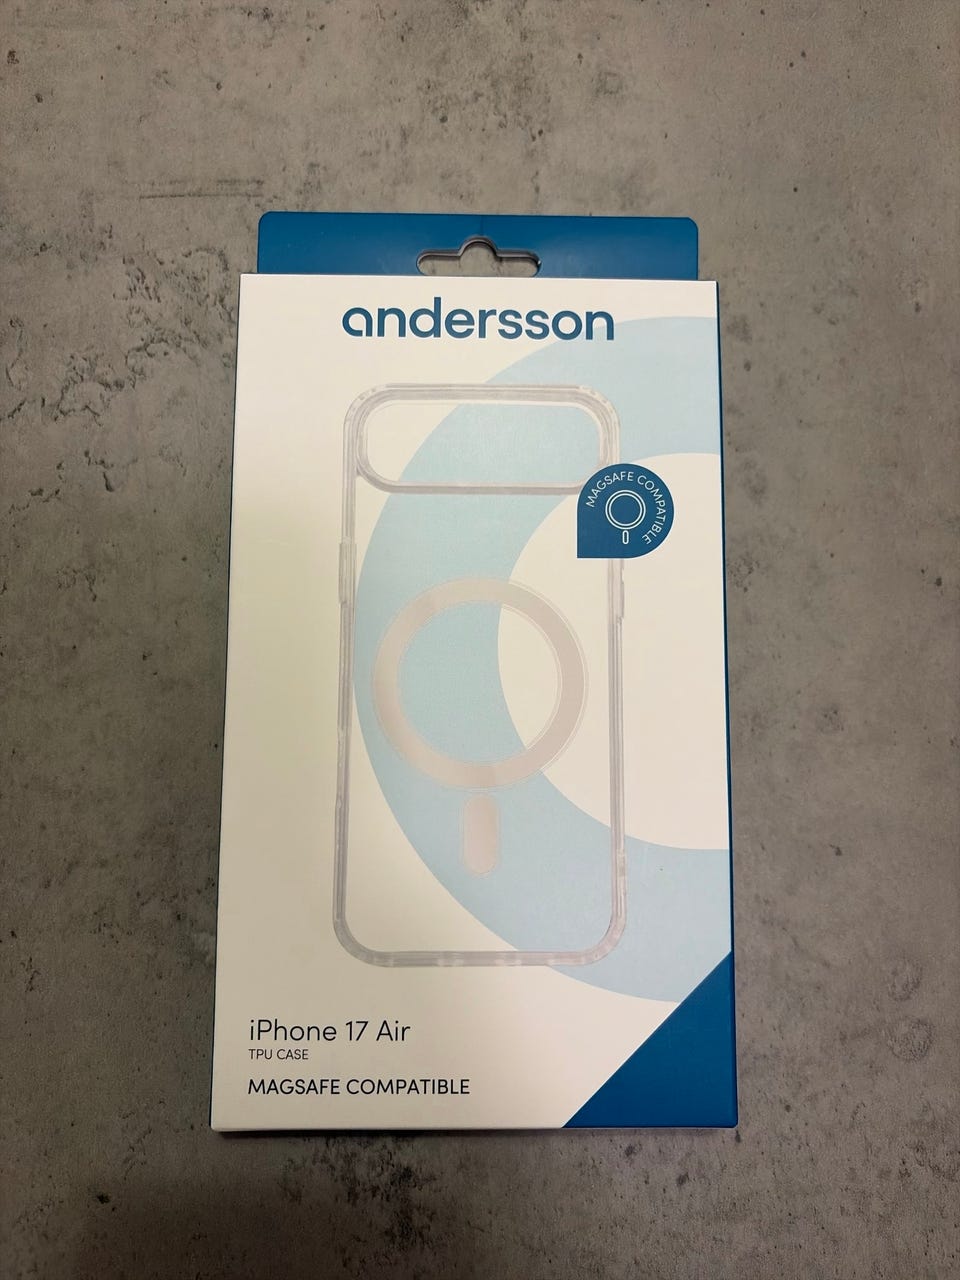 andersson
MAGSAFE COMPATIBLE
iPhone 17 Air
TPU CASE
MAGSAFE COMPATIBLE